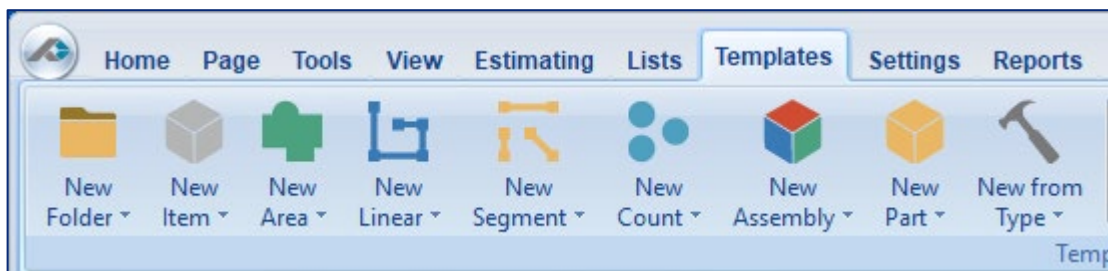 Home Page Tools View Estimating Lists Templates Settings Reports
New New New New New New New New New from
Folder Item Area Linear Segment Count Assembly Part Type